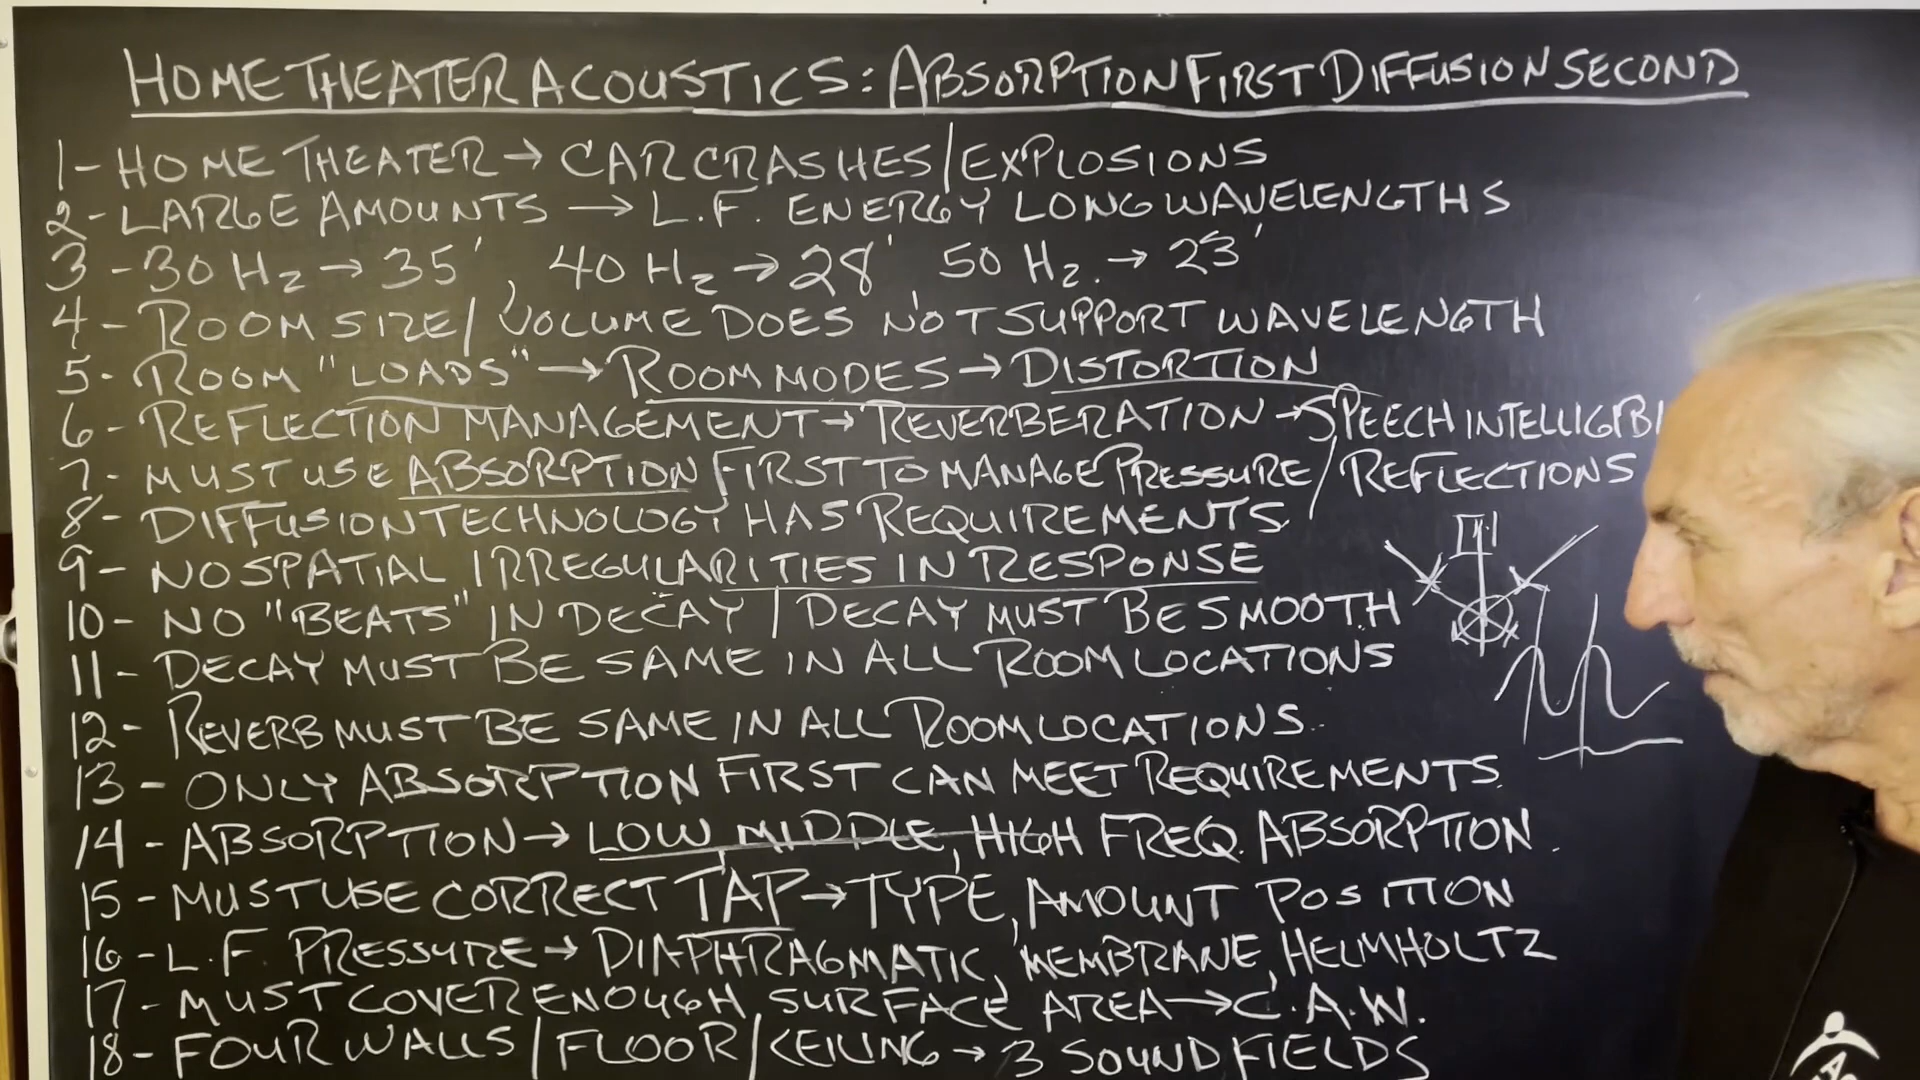 HOME THEATER ACOUSTICS: ABSORPTION FIRST DIFFUSION SECOND
1- HOME THEATER → CAR CRASHES/EXPLOSIONS
2- LARGE AMOUNTS → L.F. ENERGY LONG WAVELENGTHS
3-30 Hz → 35', 40 Hz → 28' 50 Hz. → 23'
4- ROOM SIZE/VOLUME DOES NOT SUPPORT WAVELENGTH
5- ROOM "LOADS" → ROOM MODES → DISTORTION
6- REFLECTION MANAGEMENT → REVERBERATION → SPEECH INTELLIGIBI
7- MUST USE ABSORPTION FIRST TO MANAGE PRESSURE/REFLECTIONS
8- DIFFUSION TECHNOLOGY HAS REQUIREMENTS
9- NO SPATIAL IRREGULARITIES IN RESPONSE
10- NO "BEATS" IN DECAY / DECAY MUST BE SMOOTH
11- DECAY MUST BE SAME IN ALL ROOM LOCATIONS
12- REVERB MUST BE SAME IN ALL ROOM LOCATIONS.
13- ONLY ABSORPTION FIRST CAN MEET REQUIREMENTS.
14- ABSORPTION → LOW, MIDDLE, HIGH FREQ. ABSORPTION.
15- MUST USE CORRECT TAP → TYPE, AMOUNT POSITION
16- L.F. PRESSURE → DIAPHRAGMATIC, MEMBRANE, HELMHOLTZ
17- MUST COVER ENOUGH SURFACE AREA → C.A.W.
18- FOUR WALLS/FLOOR/CEILING → 3 SOUND FIELDS